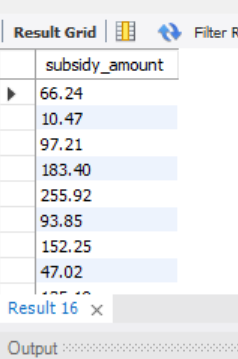 Result Grid Filter R
subsidy_amount
66.24
10.47
97.21
183.40
255.92
93.85
152.25
47.02
Result 16 ×
Output